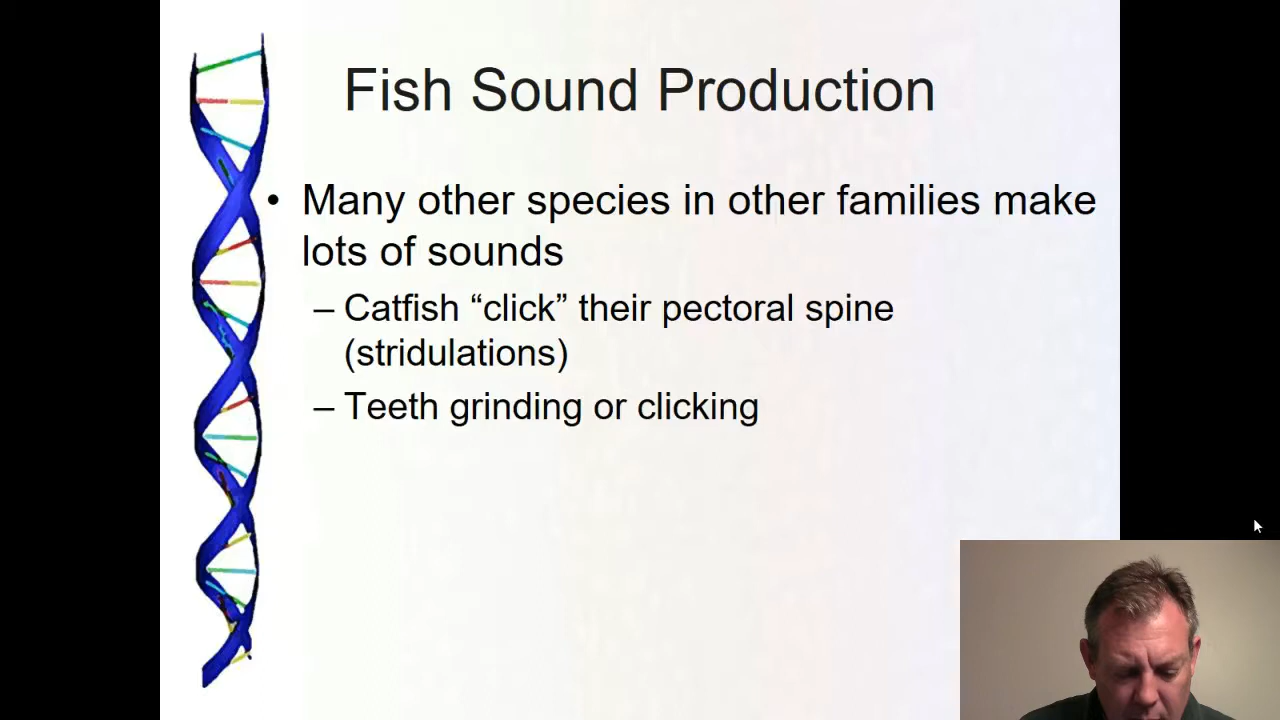 Fish Sound Production
• Many other species in other families make
lots of sounds
– Catfish “click” their pectoral spine
(stridulations)
– Teeth grinding or clicking